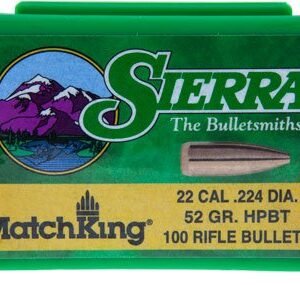 SIERRA
The Bulletsmiths
MatchKing
22 CAL .224 DIA.
52 GR. HPBT
100 RIFLE BULLET